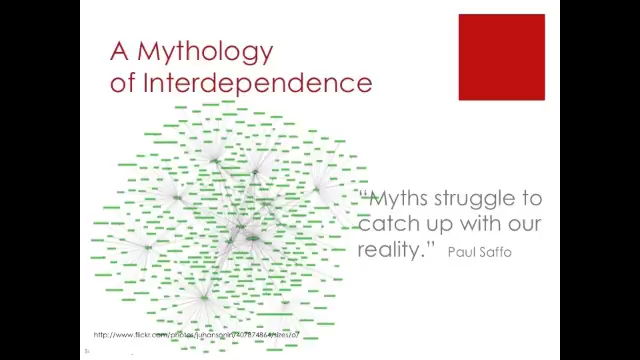 A Mythology
of Interdependence
“Myths struggle to
catch up with our
reality.” Paul Saffo